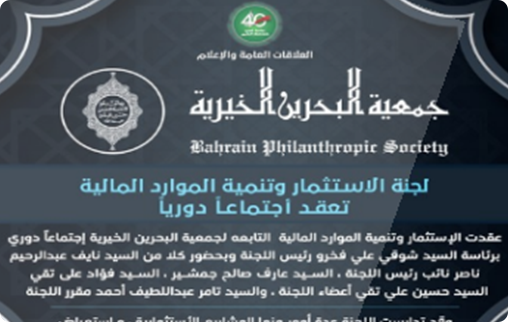 40
العلاقات العامة والإعلام
جمعية البحرين الخيرية
Bahrain Philanthropic Society
لجنة الاستثمار وتنمية الموارد المالية
تعقد اجتماعاً دورياً
عقدت الإستثمار وتنمية الموارد المالية التابعه لجمعية البحرين الخيرية إجتماعاً دوري
برئاسة السيد شوقي علي فخرو رئيس اللجنة وبحضور كلا من السيد نايف عبدالرحيم
ناصر نائب رئيس اللجنة ، السيد عارف صالح جمشير ، السيد فؤاد علي تقي
السيد حسين علي تقي أعضاء اللجنة ، والسيد تامر عبداللطيف أحمد مقرر اللجنة